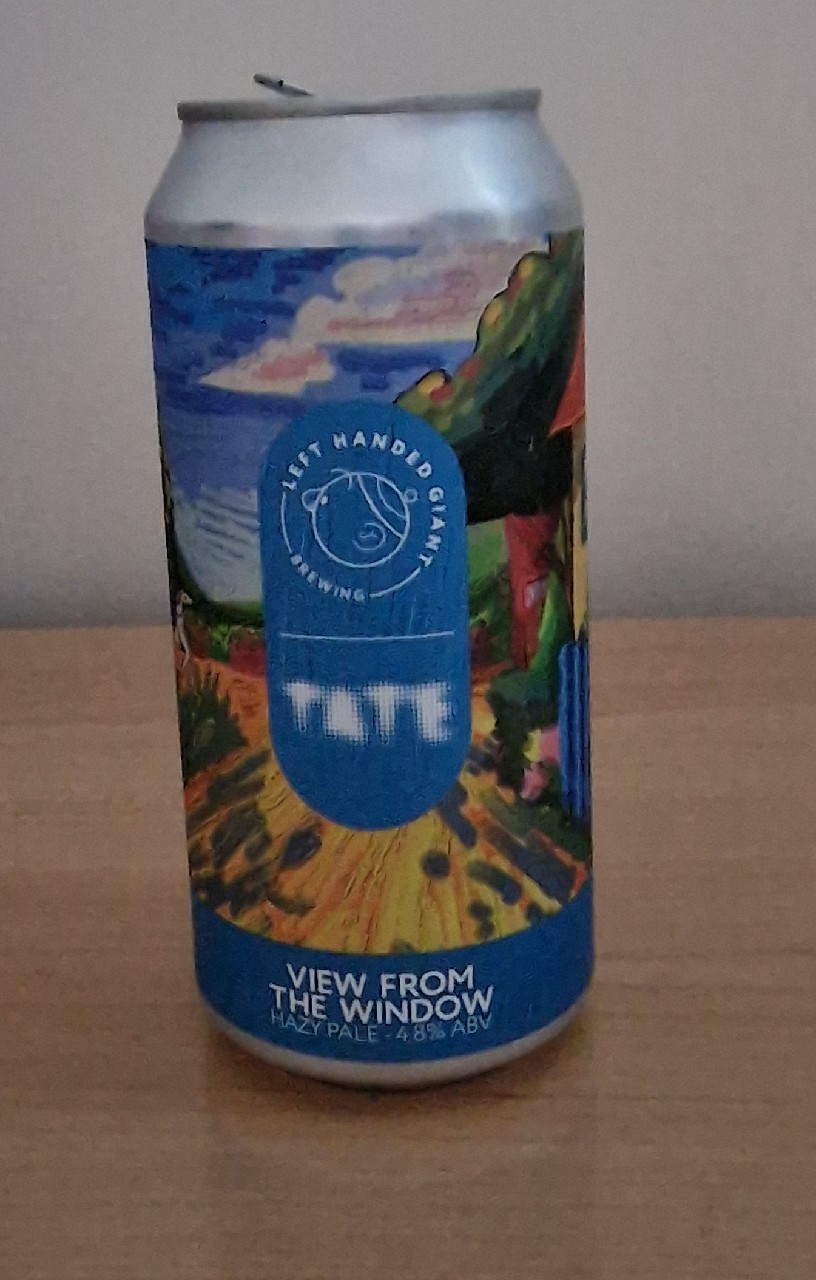 LEFT HANDED GIANT
BREWING
TATE
VIEW FROM
THE WINDOW
HAZY PALE - 4.8% ABV